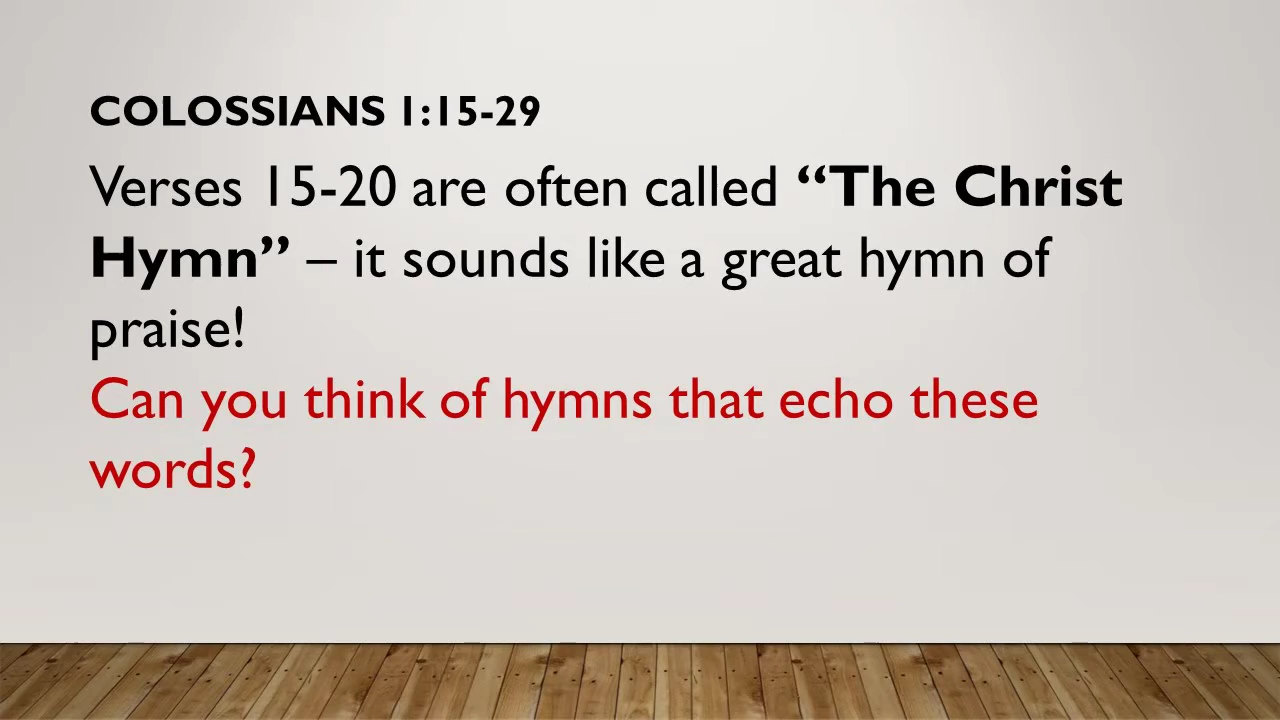 COLOSSIANS 1:15-29
Verses 15-20 are often called “The Christ
Hymn” – it sounds like a great hymn of
praise!
Can you think of hymns that echo these
words?